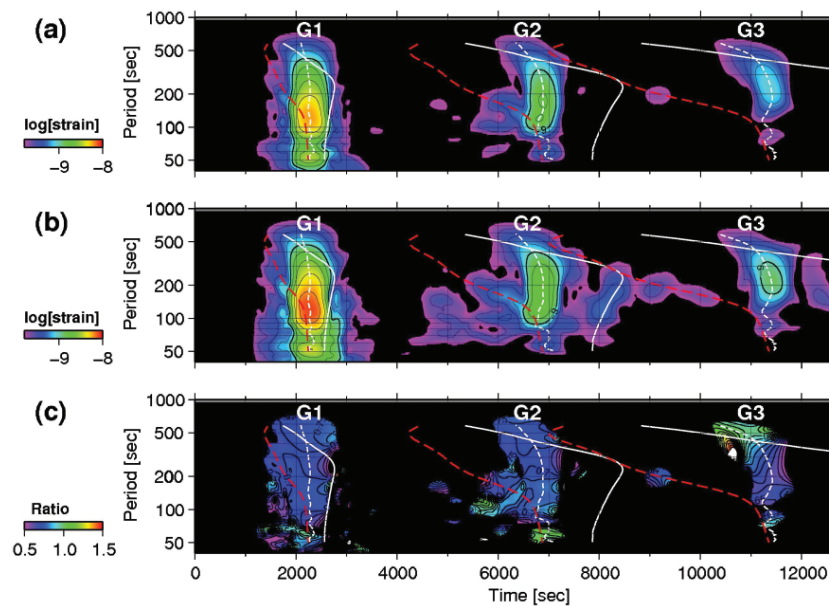 (a)
G1 G2 G3
1000
500
200
100
50
Period [sec]
log[strain]
−9 −8
(b)
G1 G2 G3
1000
500
200
100
50
Period [sec]
log[strain]
−9 −8
(c)
G1 G2 G3
1000
500
200
100
50
Period [sec]
Ratio
0.5 1.0 1.5
0 2000 4000 6000 8000 10000 12000
Time [sec]